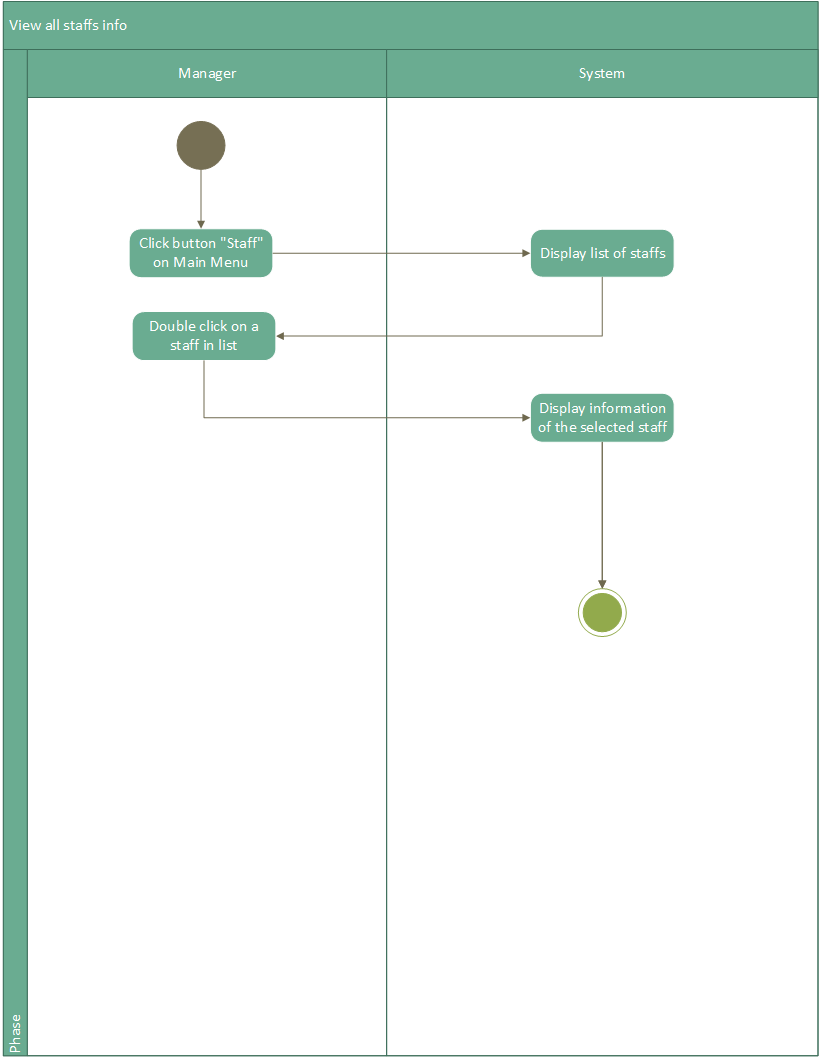 View all staffs info
Manager
System
Click button "Staff"
on Main Menu
Display list of staffs
Double click on a
staff in list
Display information
of the selected staff
Phase